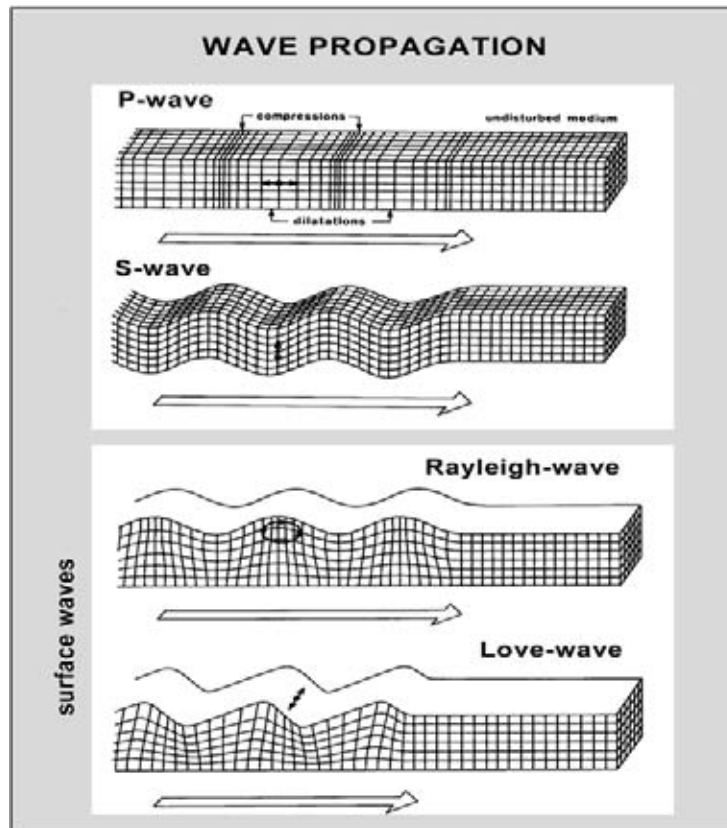 WAVE PROPAGATION
P-wave
compressions
undisturbed medium
dilatations
S-wave
surface waves
Rayleigh-wave
Love-wave